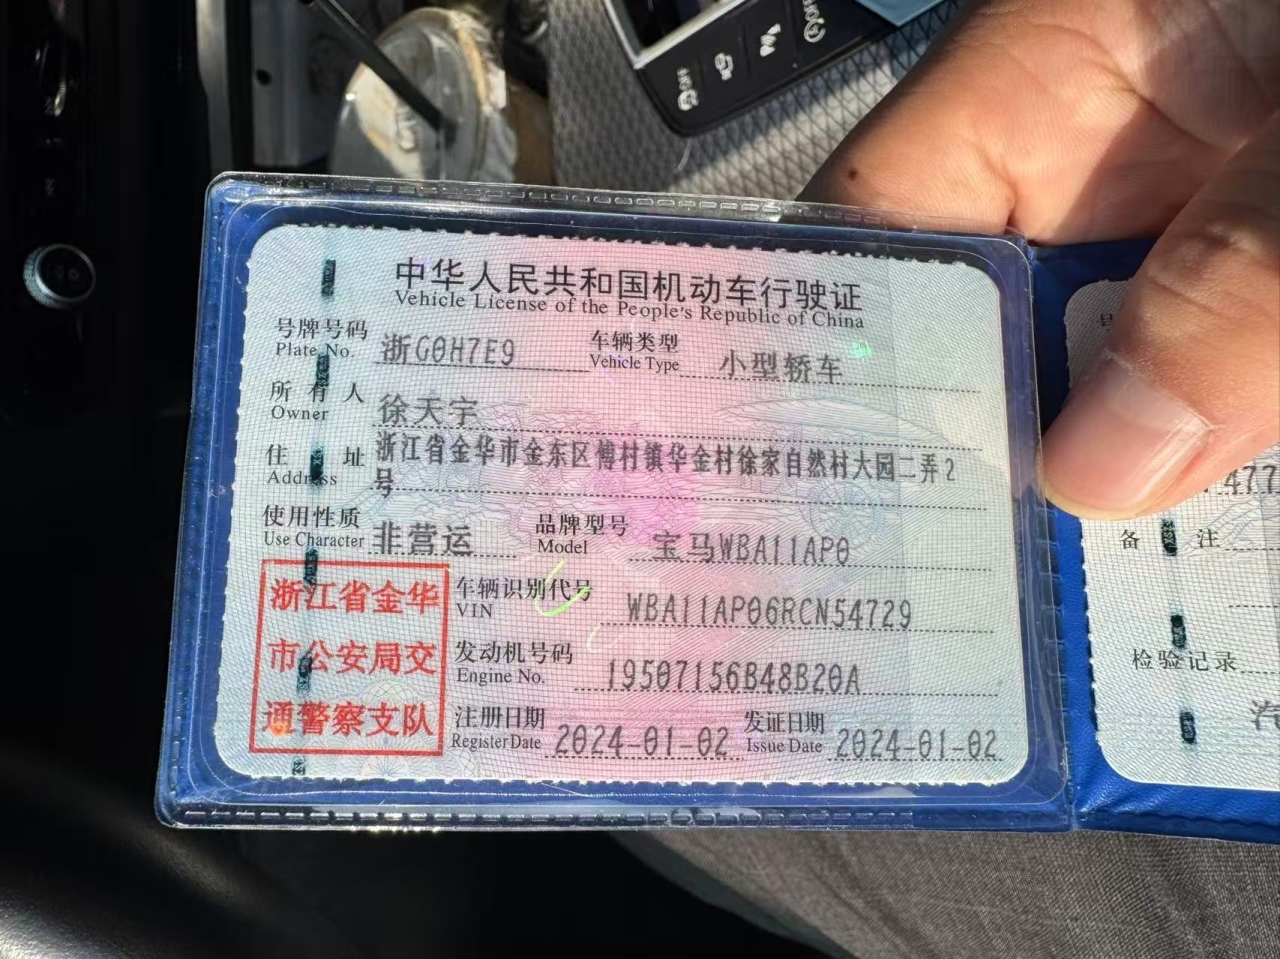 中华人民共和国机动车行驶证
Vehicle License of the People's Republic of China
号牌号码 浙G0H7E9 车辆类型 小型轿车
Plate No. Vehicle Type
所有人 徐天宇
Owner
住址 浙江省金华市金东区傅村镇华金村徐家自然村大园二弄2
Address 号
使用性质 非营运 品牌型号 宝马WBA11AP0
Use Character Model
浙江省金华
市公安局交
通警察支队
车辆识别代号 WBA11AP06RCN54729
VIN
发动机号码 19507156B48B20A
Engine No.
注册日期 2024-01-02 发证日期 2024-01-02
Register Date Issue Date
号
477
备注
检验记录
汽